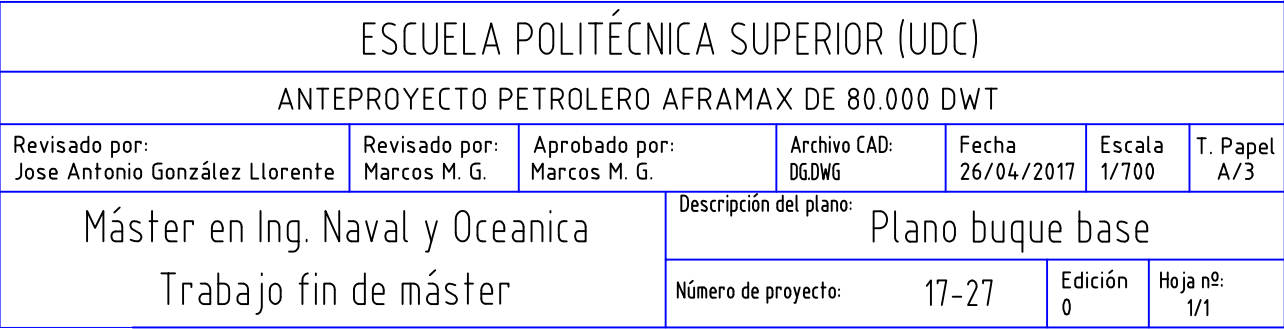 ESCUELA POLITÉCNICA SUPERIOR (UDC)
ANTEPROYECTO PETROLERO AFRAMAX DE 80.000 DWT
Revisado por:
Jose Antonio González Llorente
Revisado por:
Marcos M. G.
Aprobado por:
Marcos M. G.
Archivo CAD:
DG.DWG
Fecha
26/04/2017
Escala
1/700
T. Papel
A/3
Máster en Ing. Naval y Oceanica
Trabajo fin de máster
Descripción del plano:
Plano buque base
Número de proyecto:
17-27
Edición
0
Hoja nº:
1/1